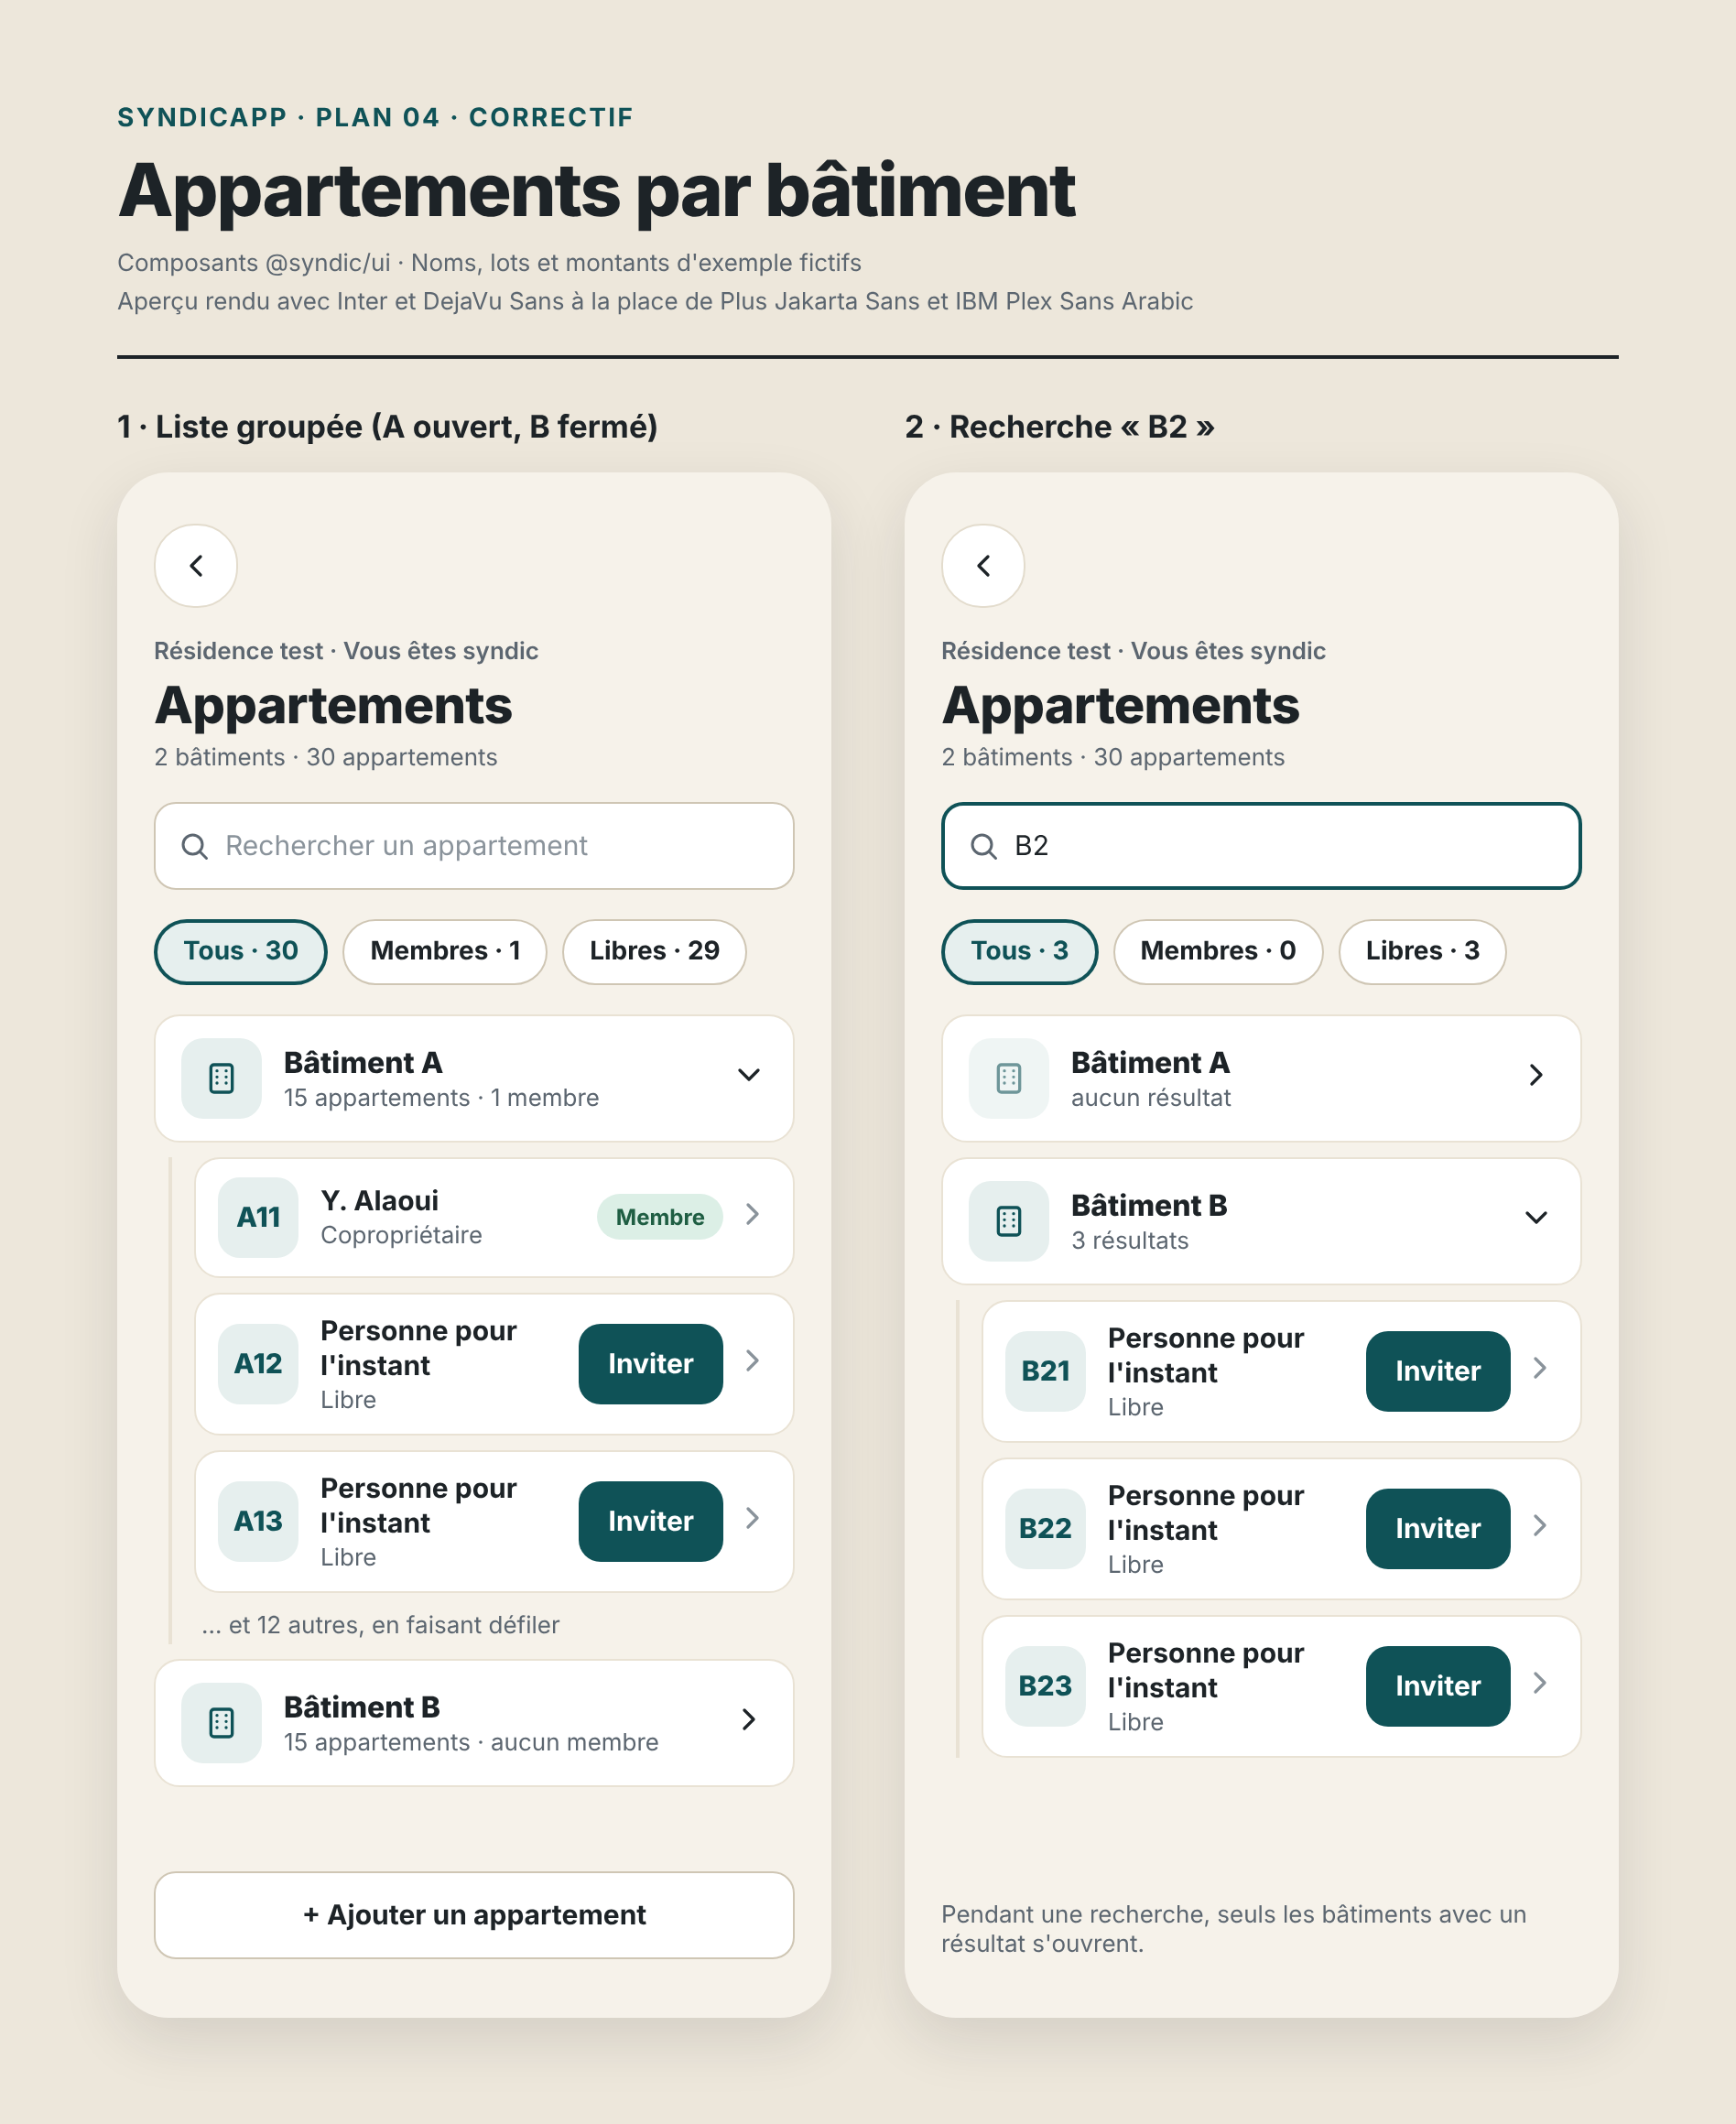 SYNDICAPP · PLAN 04 · CORRECTIF
Appartements par bâtiment
Composants @syndic/ui · Noms, lots et montants d'exemple fictifs
Aperçu rendu avec Inter et DejaVu Sans à la place de Plus Jakarta Sans et IBM Plex Sans Arabic
1 · Liste groupée (A ouvert, B fermé)
Résidence test · Vous êtes syndic
Appartements
2 bâtiments · 30 appartements
Rechercher un appartement
Tous · 30
Membres · 1
Libres · 29
Bâtiment A
15 appartements · 1 membre
A11
Y. Alaoui
Copropriétaire
Membre
A12
Personne pour
l'instant
Libre
Inviter
A13
Personne pour
l'instant
Libre
Inviter
... et 12 autres, en faisant défiler
Bâtiment B
15 appartements · aucun membre
+ Ajouter un appartement
2 · Recherche « B2 »
Résidence test · Vous êtes syndic
Appartements
2 bâtiments · 30 appartements
B2
Tous · 3
Membres · 0
Libres · 3
Bâtiment A
aucun résultat
Bâtiment B
3 résultats
B21
Personne pour
l'instant
Libre
Inviter
B22
Personne pour
l'instant
Libre
Inviter
B23
Personne pour
l'instant
Libre
Inviter
Pendant une recherche, seuls les bâtiments avec un
résultat s'ouvrent.